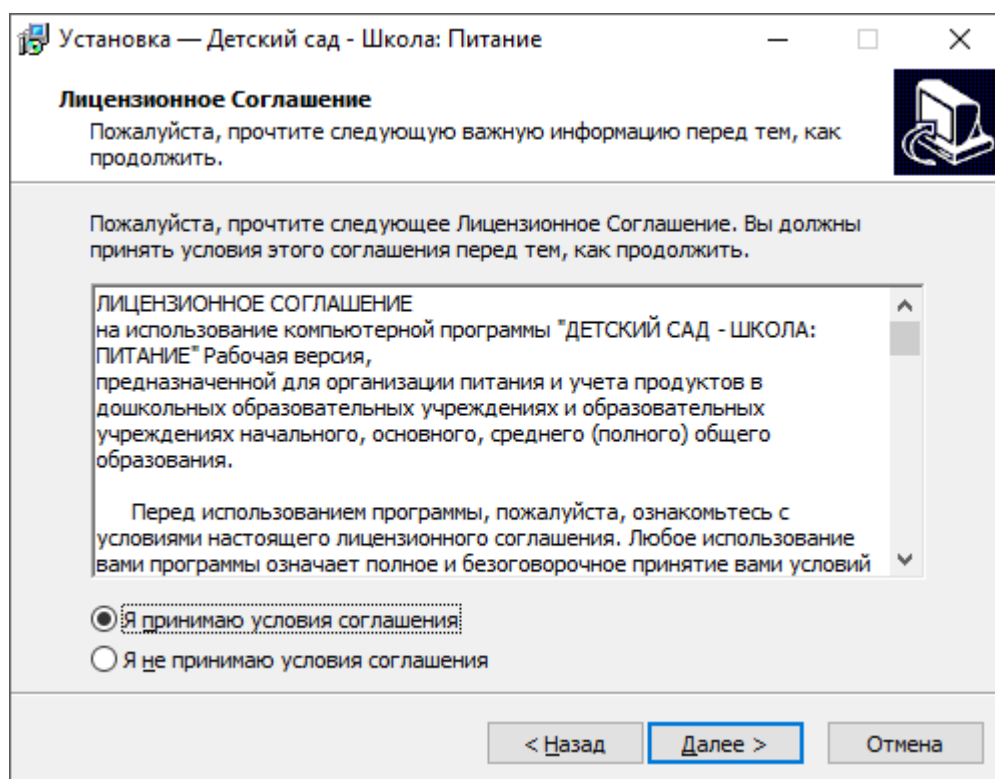 Установка — Детский сад - Школа: Питание
Лицензионное Соглашение
Пожалуйста, прочтите следующую важную информацию перед тем, как
продолжить.
Пожалуйста, прочтите следующее Лицензионное Соглашение. Вы должны
принять условия этого соглашения перед тем, как продолжить.
ЛИЦЕНЗИОННОЕ СОГЛАШЕНИЕ
на использование компьютерной программы "ДЕТСКИЙ САД - ШКОЛА:
ПИТАНИЕ" Рабочая версия,
предназначенной для организации питания и учета продуктов в
дошкольных образовательных учреждениях и образовательных
учреждениях начального, основного, среднего (полного) общего
образования.
Перед использованием программы, пожалуйста, ознакомьтесь с
условиями настоящего лицензионного соглашения. Любое использование
вами программы означает полное и безоговорочное принятие вами условий
Я принимаю условия соглашения
Я не принимаю условия соглашения
< Назад Далее > Отмена